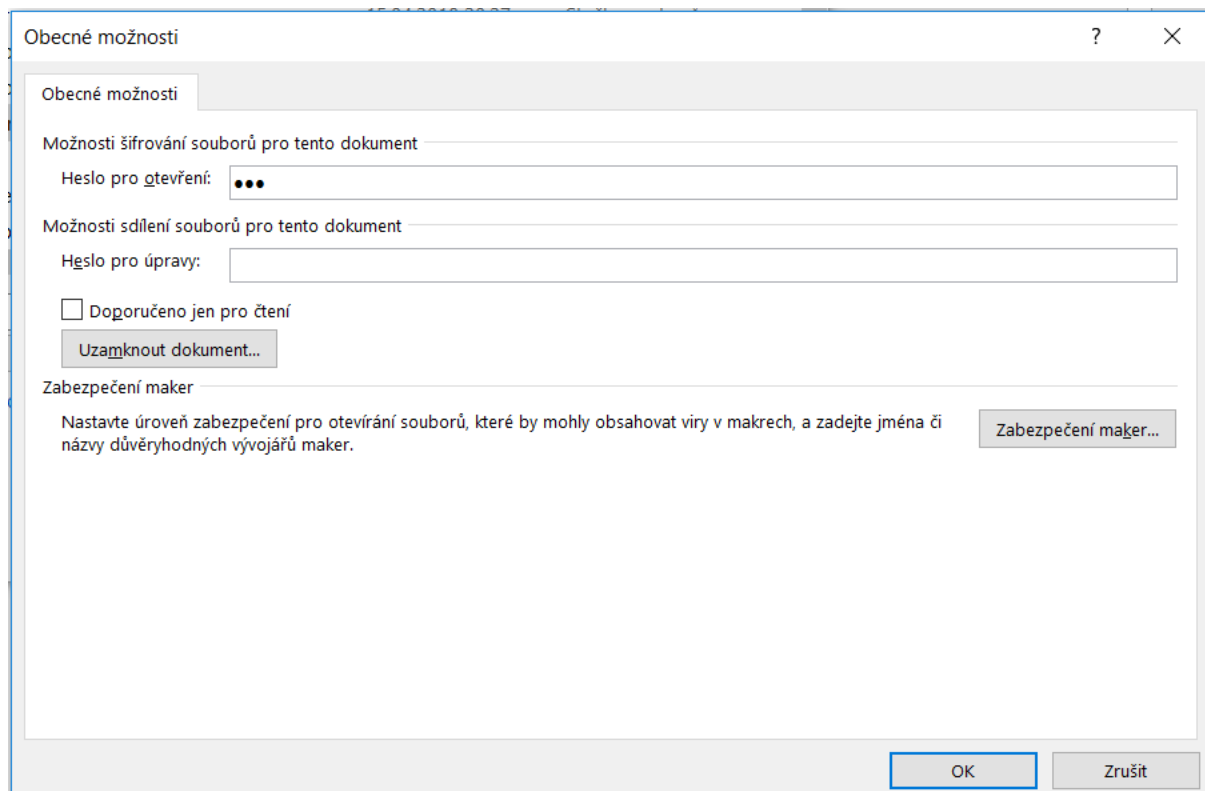 Obecné možnosti
?
Obecné možnosti
Možnosti šifrování souborů pro tento dokument
Heslo pro otevření:
●●●
Možnosti sdílení souborů pro tento dokument
Heslo pro úpravy:
Doporučeno jen pro čtení
Uzamknout dokument...
Zabezpečení maker
Nastavte úroveň zabezpečení pro otevírání souborů, které by mohly obsahovat viry v makrech, a zadejte jména či
názvy důvěryhodných vývojářů maker.
Zabezpečení maker...
OK
Zrušit